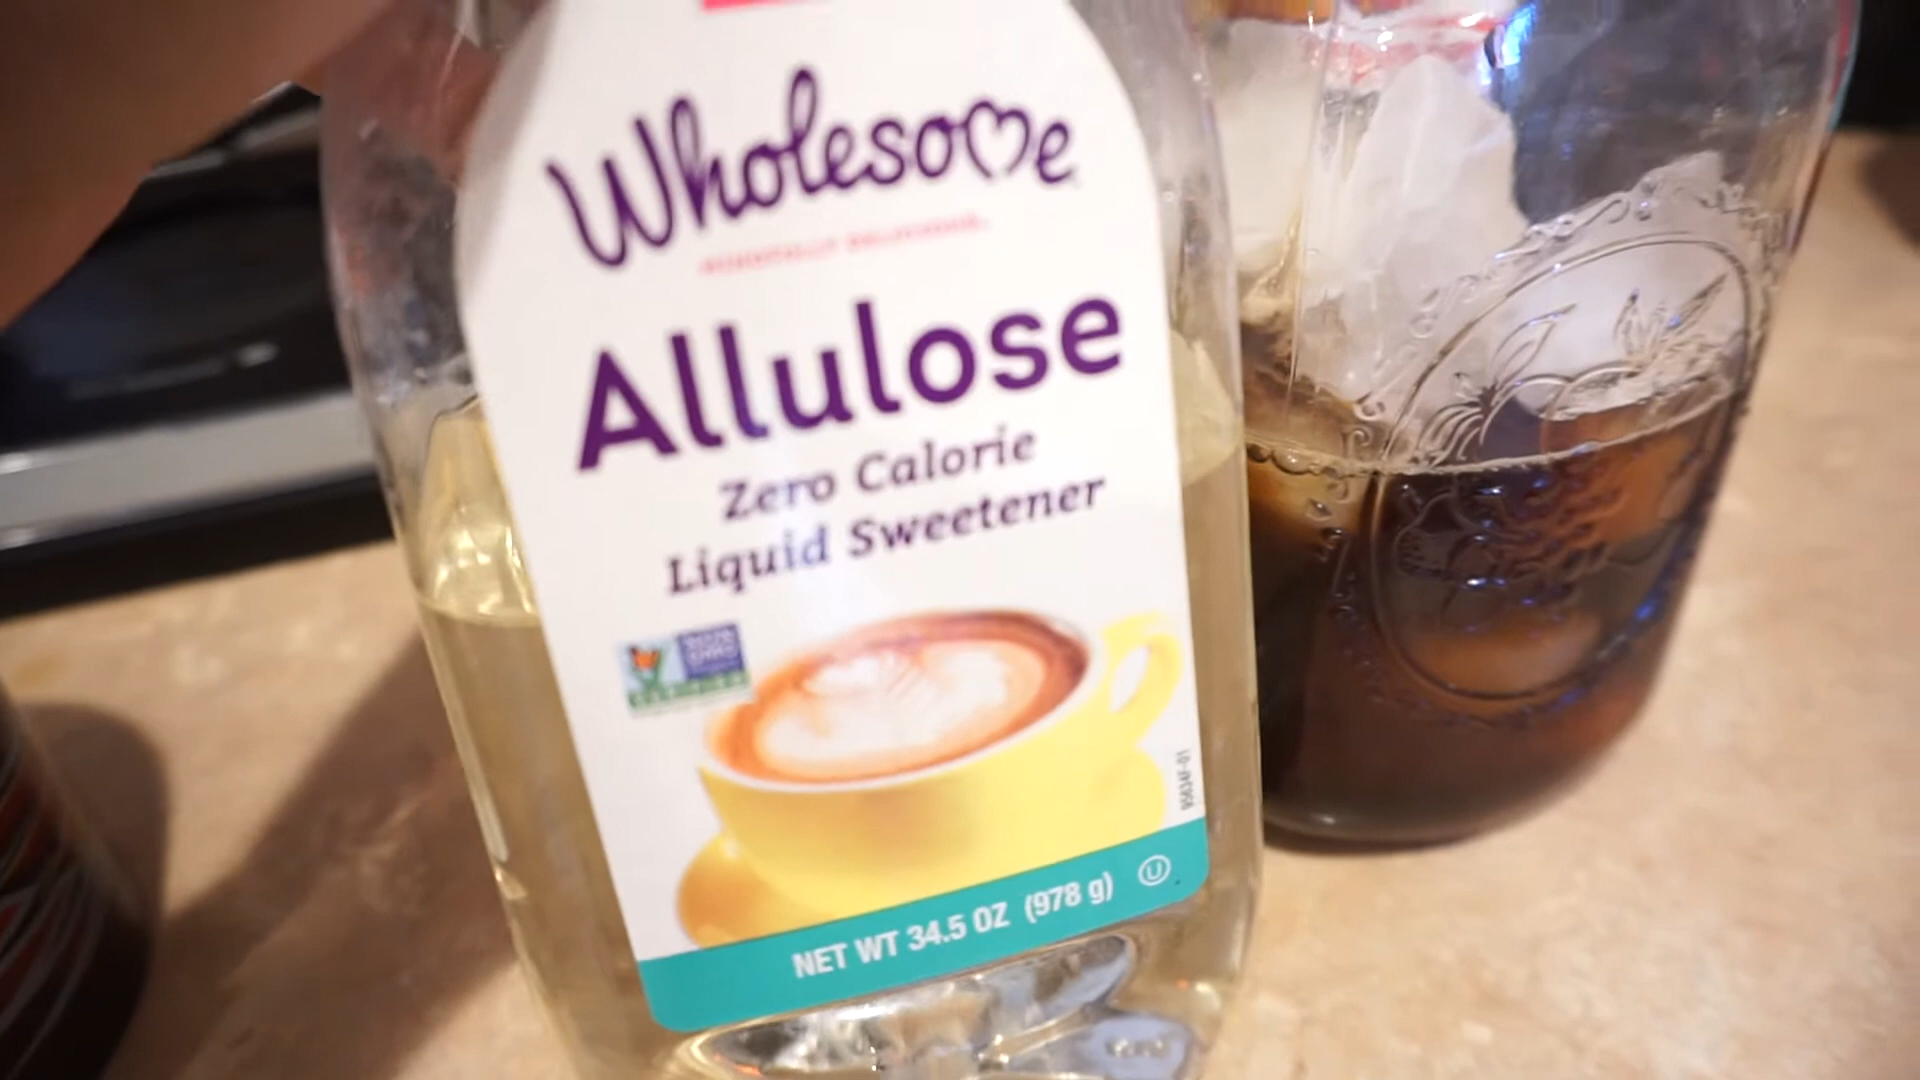 Wholesome
Allulose
Zero Calorie
Liquid Sweetener
NET WT 34.5 OZ (978 g) U